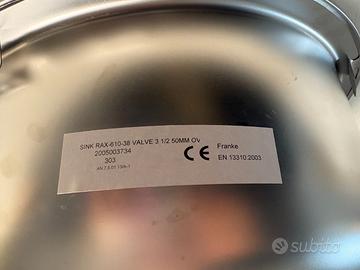 SINK RAX-610-38 VALVE 3 1/2 50MM OV
2005003734
303
CE
Franke
EN 13310:2003
subito